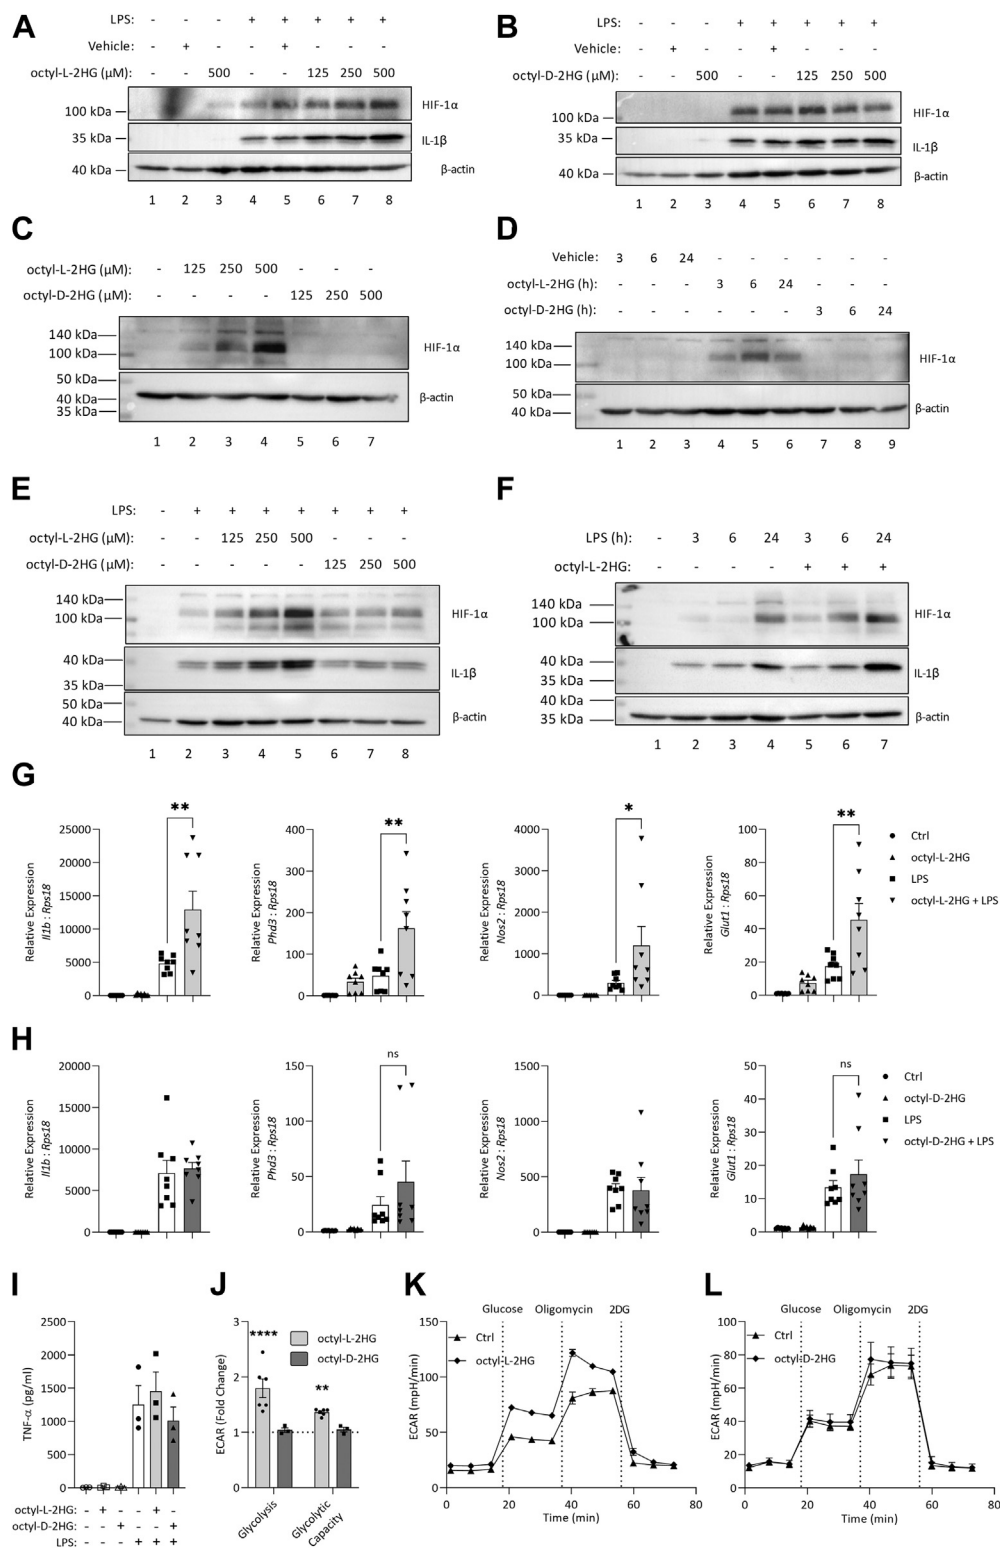 A
LPS: - - - + + + + +
Vehicle: - + - - + - - -
octyl-L-2HG (μM): - - 500 - - 125 250 500
100 kDa
HIF-1α
35 kDa
IL-1β
40 kDa
β-actin
1 2 3 4 5 6 7 8
B
LPS: - - - + + + + +
Vehicle: - + - - + - - -
octyl-D-2HG (μM): - - 500 - - 125 250 500
100 kDa
HIF-1α
35 kDa
IL-1β
40 kDa
β-actin
1 2 3 4 5 6 7 8
C
octyl-L-2HG (μM): - 125 250 500 - - -
octyl-D-2HG (μM): - - - - 125 250 500
140 kDa
100 kDa
HIF-1α
50 kDa
40 kDa
35 kDa
β-actin
1 2 3 4 5 6 7
D
Vehicle: 3 6 24 - - - - - -
octyl-L-2HG (h): - - - 3 6 24 - - -
octyl-D-2HG (h): - - - - - - 3 6 24
140 kDa
100 kDa
HIF-1α
50 kDa
40 kDa
β-actin
1 2 3 4 5 6 7 8 9
E
LPS: - + + + + + + +
octyl-L-2HG (μM): - - 125 250 500 - - -
octyl-D-2HG (μM): - - - - - 125 250 500
140 kDa
100 kDa
HIF-1α
40 kDa
35 kDa
IL-1β
50 kDa
40 kDa
β-actin
1 2 3 4 5 6 7 8
F
LPS (h): - 3 6 24 3 6 24
octyl-L-2HG: - - - - + + +
140 kDa
100 kDa
HIF-1α
40 kDa
35 kDa
IL-1β
40 kDa
35 kDa
β-actin
1 2 3 4 5 6 7
G
Relative Expression
Il1b : Rps18
25000
20000
15000
10000
5000
0
**
Relative Expression
Phd3 : Rps18
400
300
200
100
0
**
Relative Expression
Nos2 : Rps18
4000
3000
2000
1000
0
*
Relative Expression
Glut1 : Rps18
100
80
60
40
20
0
**
Ctrl
octyl-L-2HG
LPS
octyl-L-2HG + LPS
H
Relative Expression
Il1b : Rps18
20000
15000
10000
5000
0
Relative Expression
Phd3 : Rps18
150
100
50
0
ns
Relative Expression
Nos2 : Rps18
1500
1000
500
0
Relative Expression
Glut1 : Rps18
50
40
30
20
10
0
ns
Ctrl
octyl-D-2HG
LPS
octyl-D-2HG + LPS
I
TNF-α (pg/ml)
2500
2000
1500
1000
500
0
octyl-L-2HG: - + - - + -
octyl-D-2HG: - - + - - +
LPS: - - - + + +
J
ECAR (Fold Change)
3
2
1
0
****
**
octyl-L-2HG
octyl-D-2HG
Glycolysis
Glycolytic
Capacity
K
Glucose Oligomycin 2DG
ECAR
(mpH/min)
150
100
50
0
Ctrl
octyl-L-2HG
0 20 40 60 80
Time (min)
L
Glucose Oligomycin 2DG
ECAR
(mpH/min)
100
80
60
40
20
0
Ctrl
octyl-D-2HG
0 20 40 60 80
Time (min)